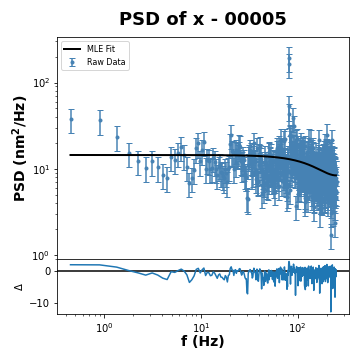 PSD of x - 00005
MLE Fit
Raw Data
PSD (nm²/Hz)
10²
10¹
10⁰
Δ
0
−10
10⁰ 10¹ 10²
f (Hz)